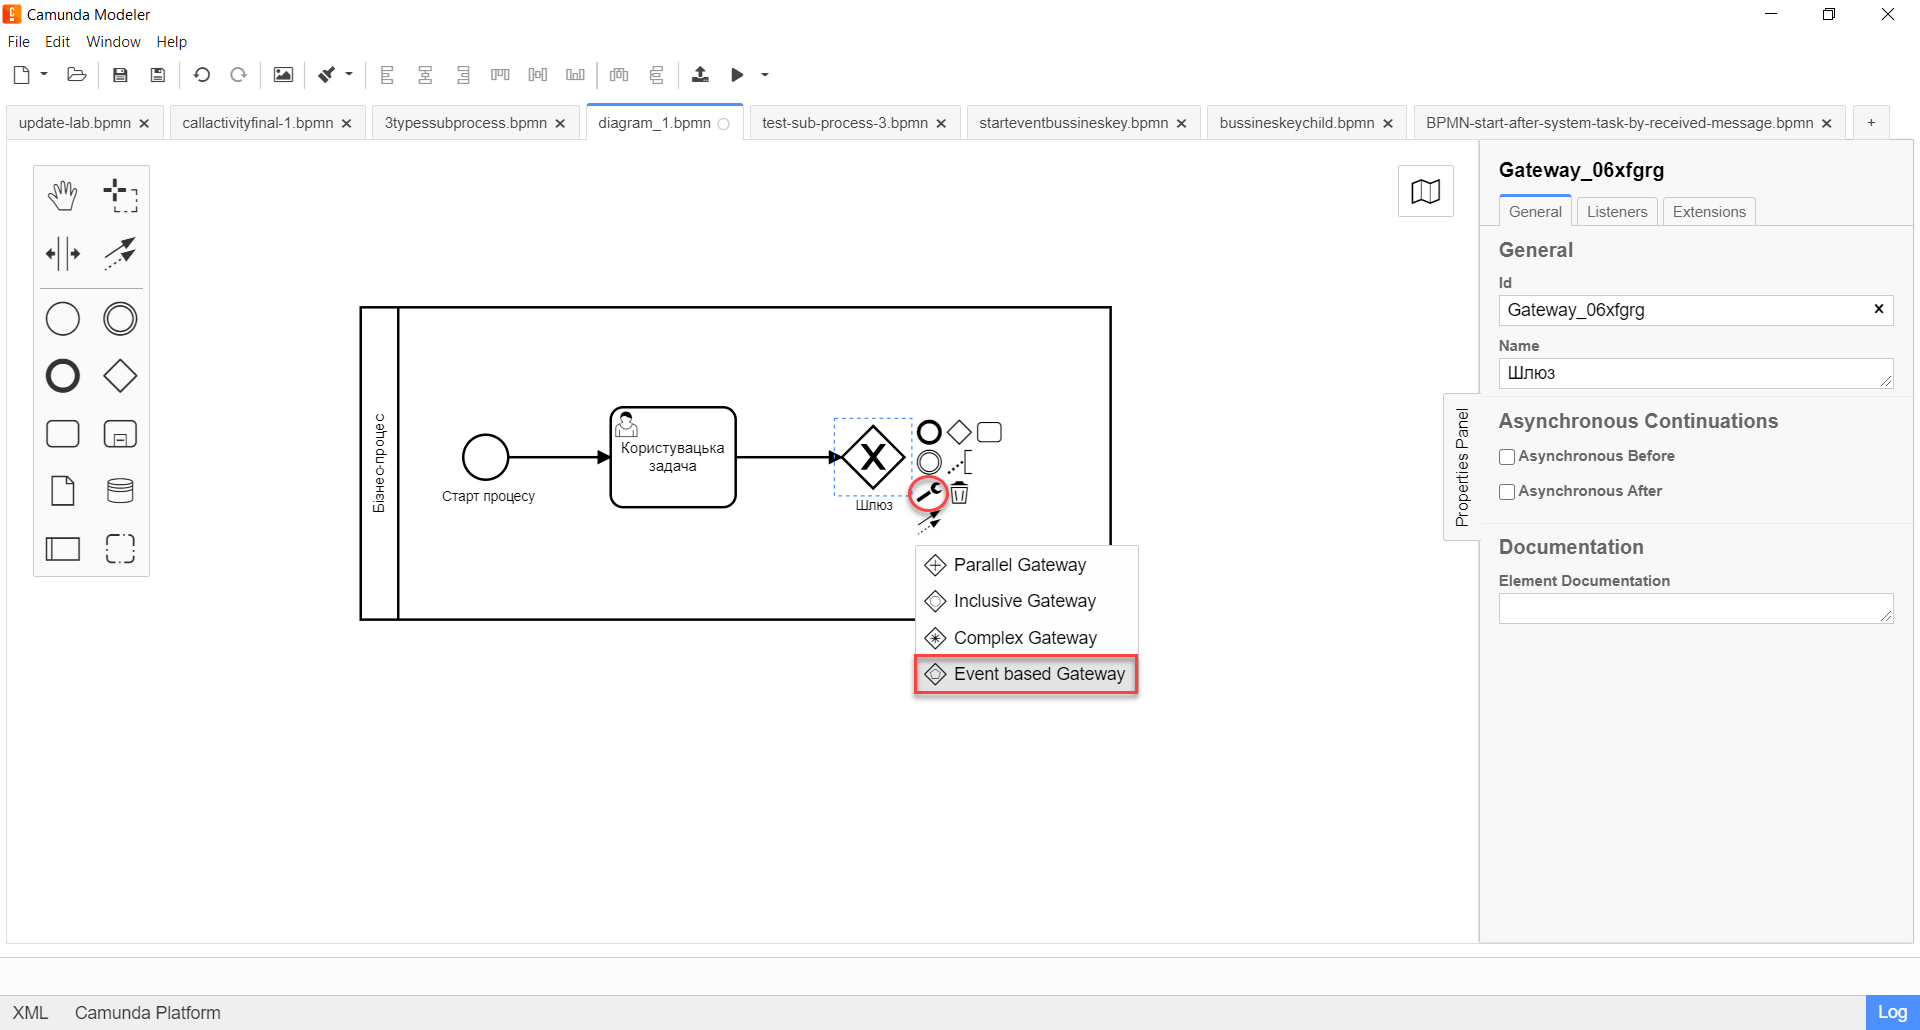 Camunda Modeler
File Edit Window Help
update-lab.bpmn callactivityfinal-1.bpmn 3typessubprocess.bpmn diagram_1.bpmn test-sub-process-3.bpmn starteventbussineskey.bpmn bussineskeychild.bpmn BPMN-start-after-system-task-by-received-message.bpmn +
Бізнес-процес
Старт процесу
Користувацька
задача
Шлюз
Parallel Gateway
Inclusive Gateway
Complex Gateway
Event based Gateway
Properties Panel
Gateway_06xfgrg
General Listeners Extensions
General
Id
Gateway_06xfgrg
Name
Шлюз
Asynchronous Continuations
Asynchronous Before
Asynchronous After
Documentation
Element Documentation
XML Camunda Platform Log